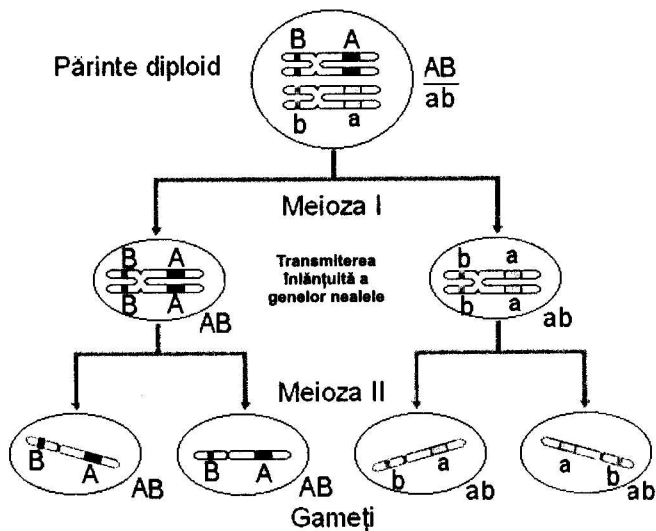 B A
Părinte diploid
AB
ab
b a
Meioza I
B A
B A
AB
Transmiterea
înlănțuită a
genelor nealele
b a
b a
ab
Meioza II
B A
AB
B A
AB
b a
ab
a b
ab
Gameți